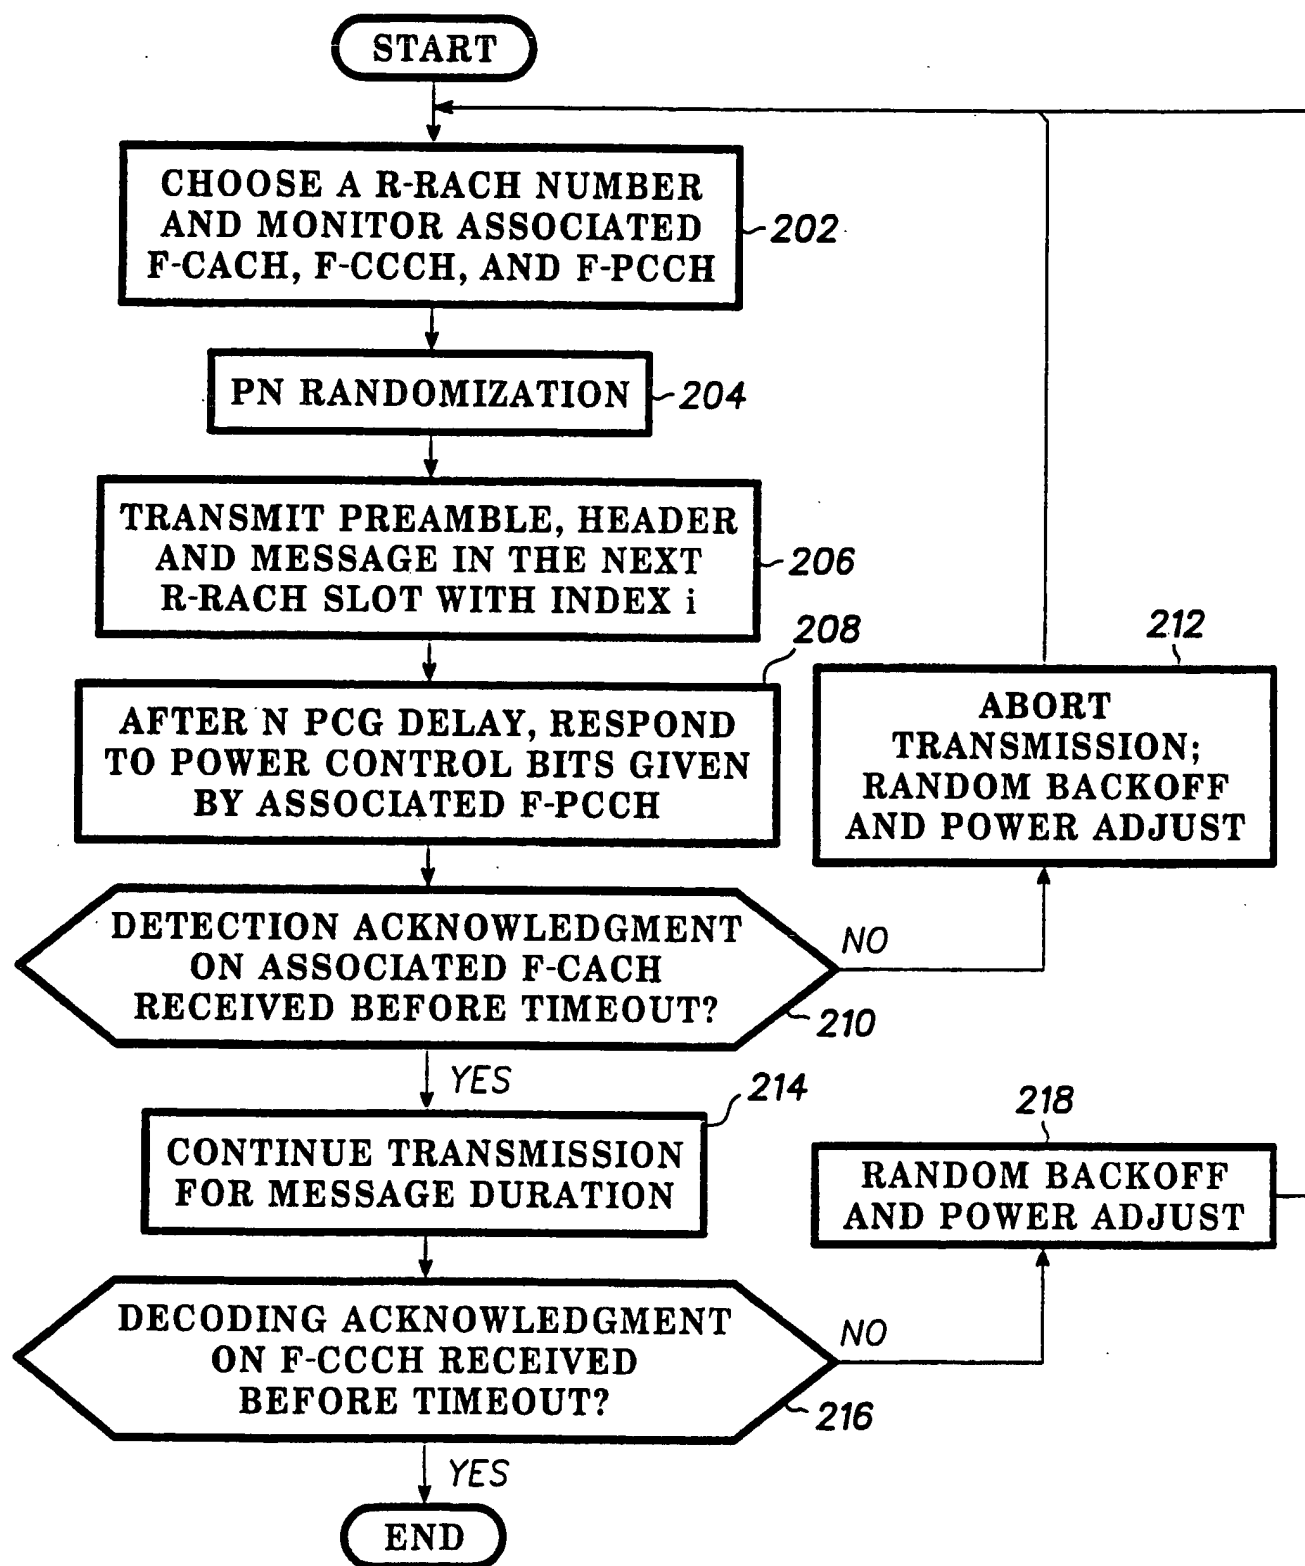 START
CHOOSE A R-RACH NUMBER
AND MONITOR ASSOCIATED
F-CACH, F-CCCH, AND F-PCCH
202
PN RANDOMIZATION
204
TRANSMIT PREAMBLE, HEADER
AND MESSAGE IN THE NEXT
R-RACH SLOT WITH INDEX i
206
208
AFTER N PCG DELAY, RESPOND
TO POWER CONTROL BITS GIVEN
BY ASSOCIATED F-PCCH
212
ABORT
TRANSMISSION;
RANDOM BACKOFF
AND POWER ADJUST
DETECTION ACKNOWLEDGMENT
ON ASSOCIATED F-CACH
RECEIVED BEFORE TIMEOUT?
NO
210
YES
214
CONTINUE TRANSMISSION
FOR MESSAGE DURATION
218
RANDOM BACKOFF
AND POWER ADJUST
DECODING ACKNOWLEDGMENT
ON F-CCCH RECEIVED
BEFORE TIMEOUT?
NO
216
YES
END